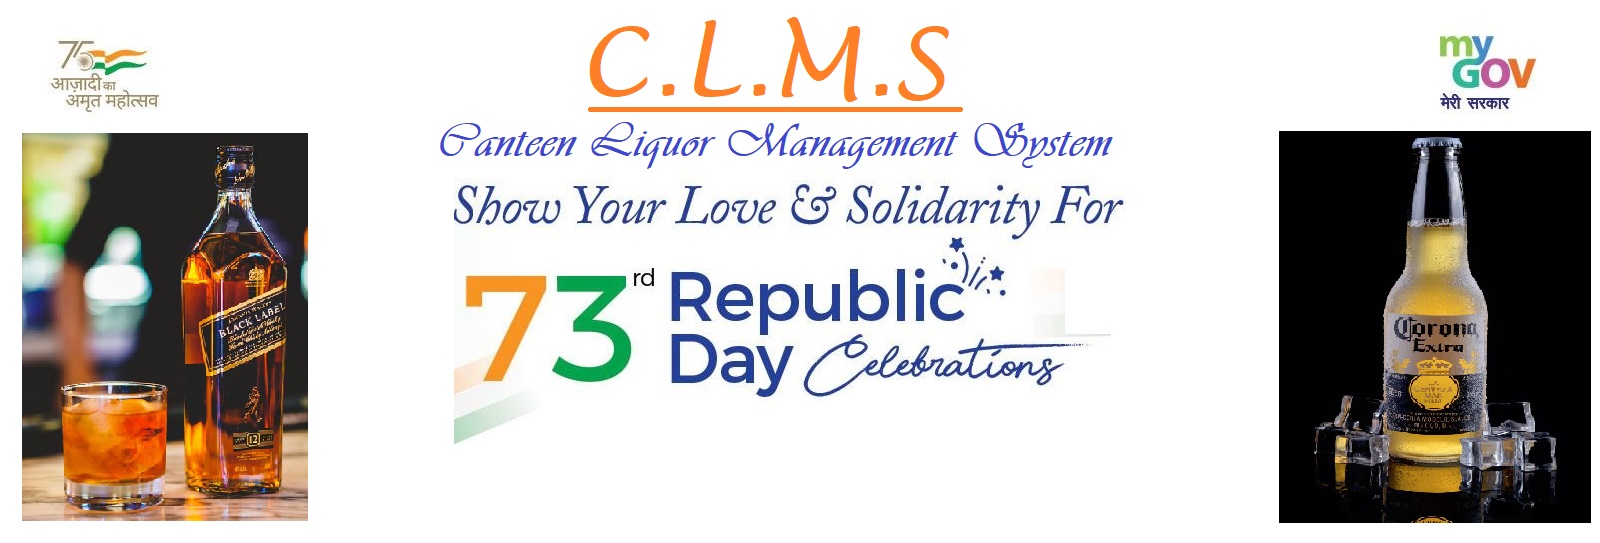 75
आज़ादी का
अमृत महोत्सव
C.L.M.S
my
GOV
मेरी सरकार
Canteen Liquor Management System
Show Your Love & Solidarity For
73rd Republic
Day Celebrations
BLACK LABEL
12
Corona
Extra